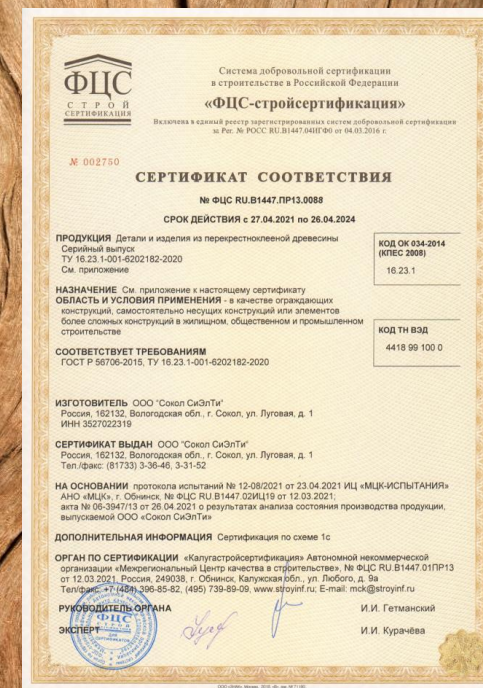 ФЦС
СТРОЙ
СЕРТИФИКАЦИЯ
Система добровольной сертификации
в строительстве в Российской Федерации
«ФЦС-стройсертификация»
Включена в единый реестр зарегистрированных систем добровольной сертификации
за Рег. № РОСС RU.В1447.04НГФ0 от 04.03.2016 г.
№ 002750
СЕРТИФИКАТ СООТВЕТСТВИЯ
№ ФЦС RU.В1447.ПР13.0088
СРОК ДЕЙСТВИЯ с 27.04.2021 по 26.04.2024
ПРОДУКЦИЯ Детали и изделия из перекрестноклееной древесины
Серийный выпуск
ТУ 16.23.1-001-6202182-2020
См. приложение
КОД ОК 034-2014
(КПЕС 2008)
16.23.1
НАЗНАЧЕНИЕ См. приложение к настоящему сертификату
ОБЛАСТЬ И УСЛОВИЯ ПРИМЕНЕНИЯ - в качестве ограждающих
конструкций, самостоятельно несущих конструкций или элементов
более сложных конструкций в жилищном, общественном и промышленном
строительстве
КОД ТН ВЭД
4418 99 100 0
СООТВЕТСТВУЕТ ТРЕБОВАНИЯМ
ГОСТ Р 56706-2015, ТУ 16.23.1-001-6202182-2020
ИЗГОТОВИТЕЛЬ ООО "Сокол СиЭлТи"
Россия, 162132, Вологодская обл., г. Сокол, ул. Луговая, д. 1
ИНН 3527022319
СЕРТИФИКАТ ВЫДАН ООО "Сокол СиЭлТи"
Россия, 162132, Вологодская обл., г. Сокол, ул. Луговая, д. 1
Тел./факс: (81733) 3-36-46, 3-31-52
НА ОСНОВАНИИ протокола испытаний № 12-08/2021 от 23.04.2021 ИЦ «МЦК-ИСПЫТАНИЯ»
АНО «МЦК», г. Обнинск, № ФЦС RU.В1447.02ИЦ19 от 12.03.2021;
акта № 06-3947/13 от 26.04.2021 о результатах анализа состояния производства продукции,
выпускаемой ООО «Сокол СиЭлТи»
ДОПОЛНИТЕЛЬНАЯ ИНФОРМАЦИЯ Сертификация по схеме 1с
ОРГАН ПО СЕРТИФИКАЦИИ «Калугастройсертификация» Автономной некоммерческой
организации «Межрегиональный Центр качества в строительстве», № ФЦС RU.В1447.01ПР13
от 12.03.2021, Россия, 249038, г. Обнинск, Калужская обл., ул. Любого, д. 9а
Тел/факс: +7 (484) 396-85-82, (495) 739-89-09, www.stroyinf.ru; E-mail: mck@stroyinf.ru
РУКОВОДИТЕЛЬ ОРГАНА
И.И. Гетманский
ЭКСПЕРТ
И.И. Курачёва
ФЦС
СТРОЙ